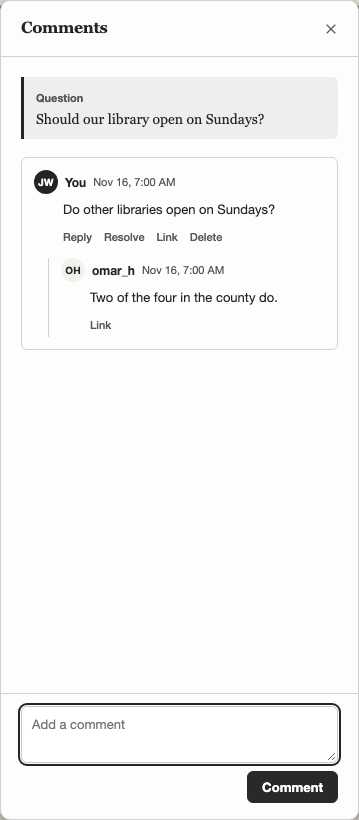 Comments
Question
Should our library open on Sundays?
JW You Nov 16, 7:00 AM
Do other libraries open on Sundays?
Reply Resolve Link Delete
OH omar_h Nov 16, 7:00 AM
Two of the four in the county do.
Link
Add a comment
Comment